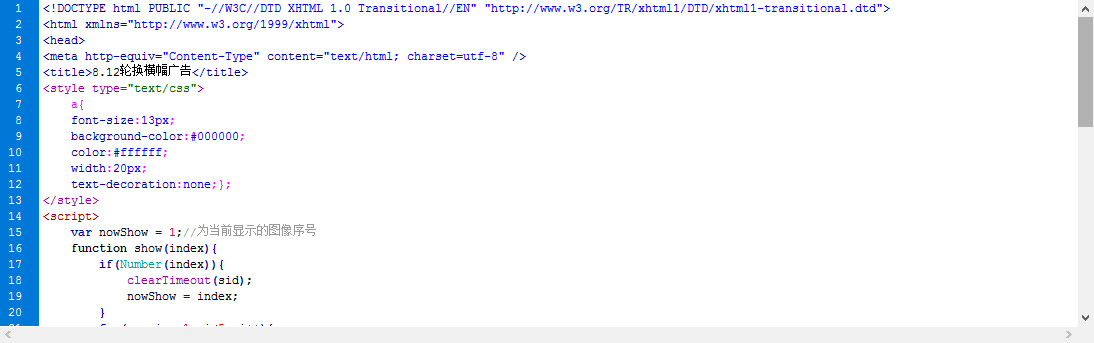 1 <!DOCTYPE html PUBLIC "-//W3C//DTD XHTML 1.0 Transitional//EN" "http://www.w3.org/TR/xhtml1/DTD/xhtml1-transitional.dtd">
2 <html xmlns="http://www.w3.org/1999/xhtml">
3 <head>
4 <meta http-equiv="Content-Type" content="text/html; charset=utf-8" />
5 <title>8.12轮换横幅广告</title>
6 <style type="text/css">
7     a{
8     font-size:13px;
9     background-color:#000000;
10     color:#ffffff;
11     width:20px;
12     text-decoration:none;};
13 </style>
14 <script>
15     var nowShow = 1;//为当前显示的图像序号
16     function show(index){
17         if(Number(index)){
18             clearTimeout(sid);
19             nowShow = index;
20         }